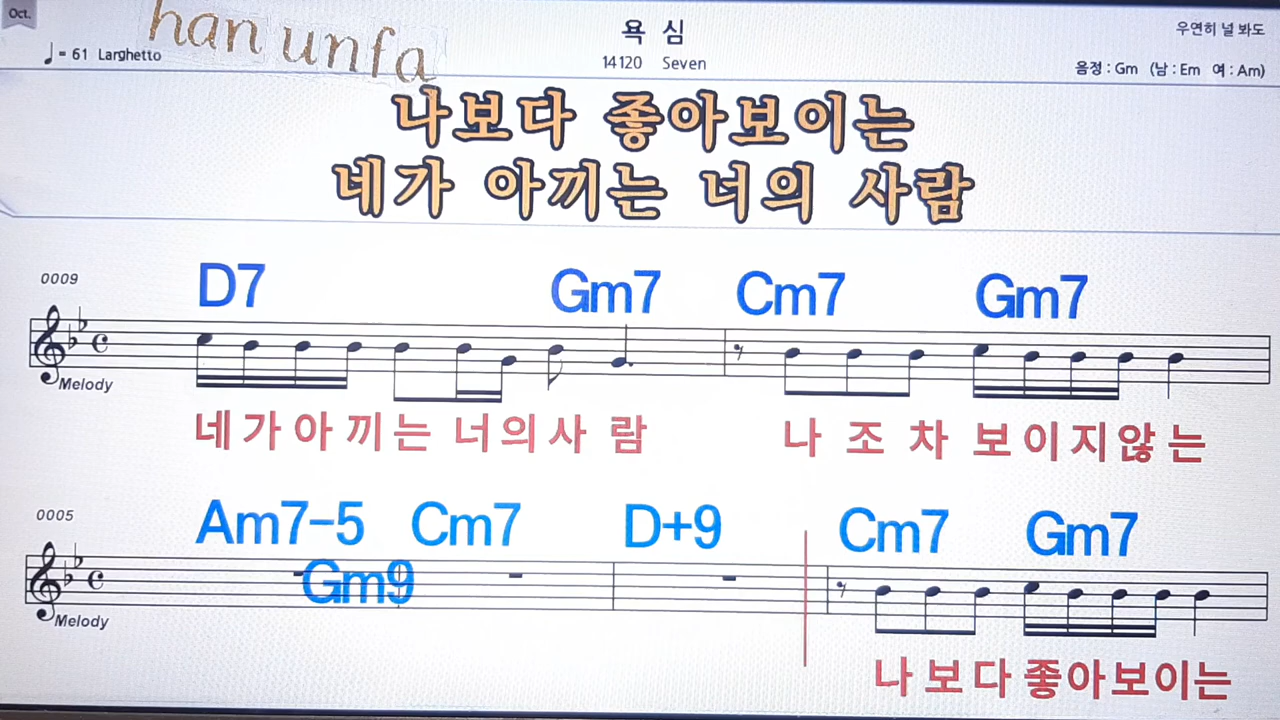 Oct.
han unfa
욕 심
우연히 널 봐도
♩= 61 Larghetto
14120 Seven
음정 : Gm (남 : Em 여 : Am)
나보다 좋아보이는
네가 아끼는 너의 사람
0009
D7 Gm7 Cm7 Gm7
Melody
네 가 아 끼 는 너 의 사 람 나 조 차 보 이 지 않 는
0005
Am7-5 Cm7 D+9 Cm7 Gm7
Gm9
Melody
나 보 다 좋 아 보 이 는